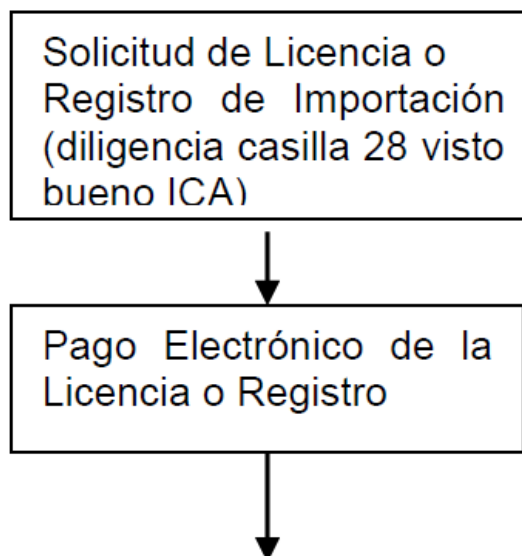 Solicitud de Licencia o
Registro de Importación
(diligencia casilla 28 visto
bueno ICA)
Pago Electrónico de la
Licencia o Registro